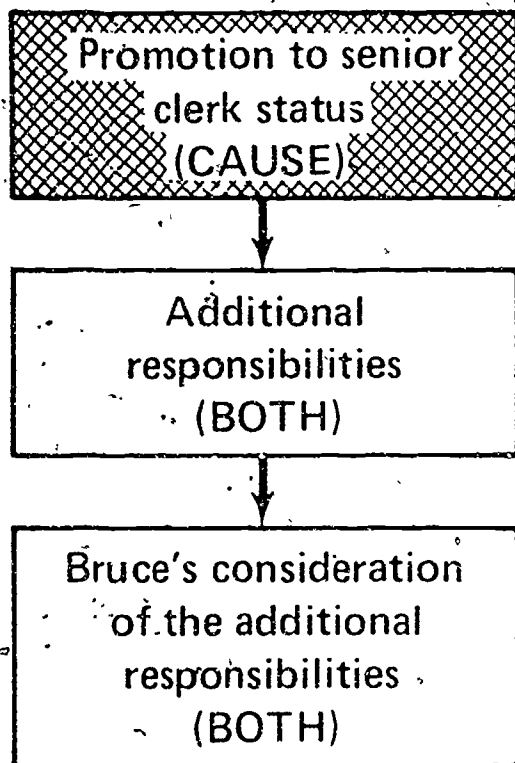 Promotion to senior
clerk status
(CAUSE)
Additional
responsibilities
(BOTH)
Bruce's consideration
of the additional
responsibilities
(BOTH)